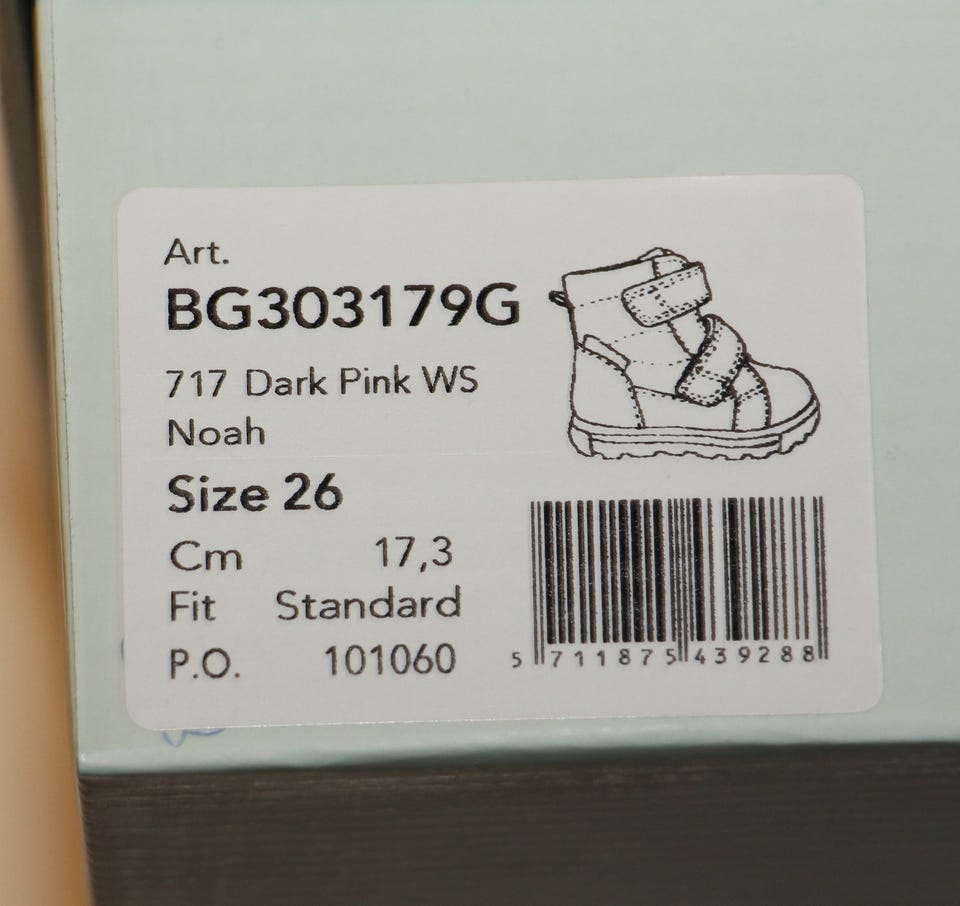 Art.
BG303179G
717 Dark Pink WS
Noah
Size 26
Cm 17,3
Fit Standard
P.O. 101060
5 711875 439288